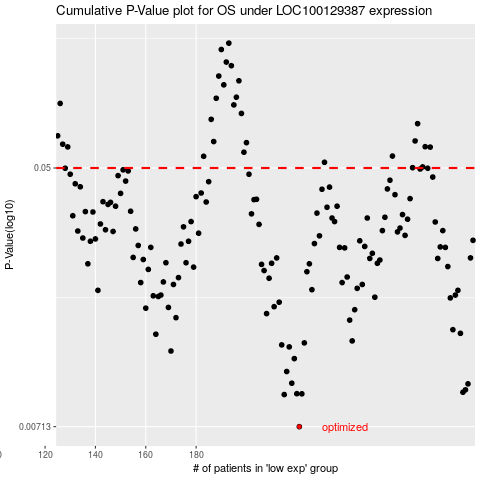 Cumulative P-Value plot for OS under LOC100129387 expression
P-Value(log10)
0.05
0.00713
optimized
0 120 140 160 180
# of patients in 'low exp' group